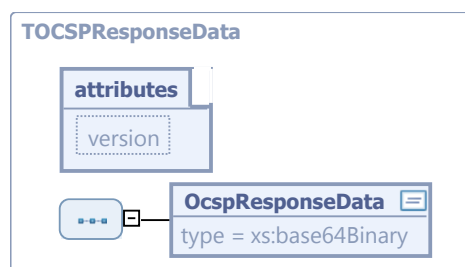 TOCSPResponseData
attributes
version
OcspResponseData
type = xs:base64Binary